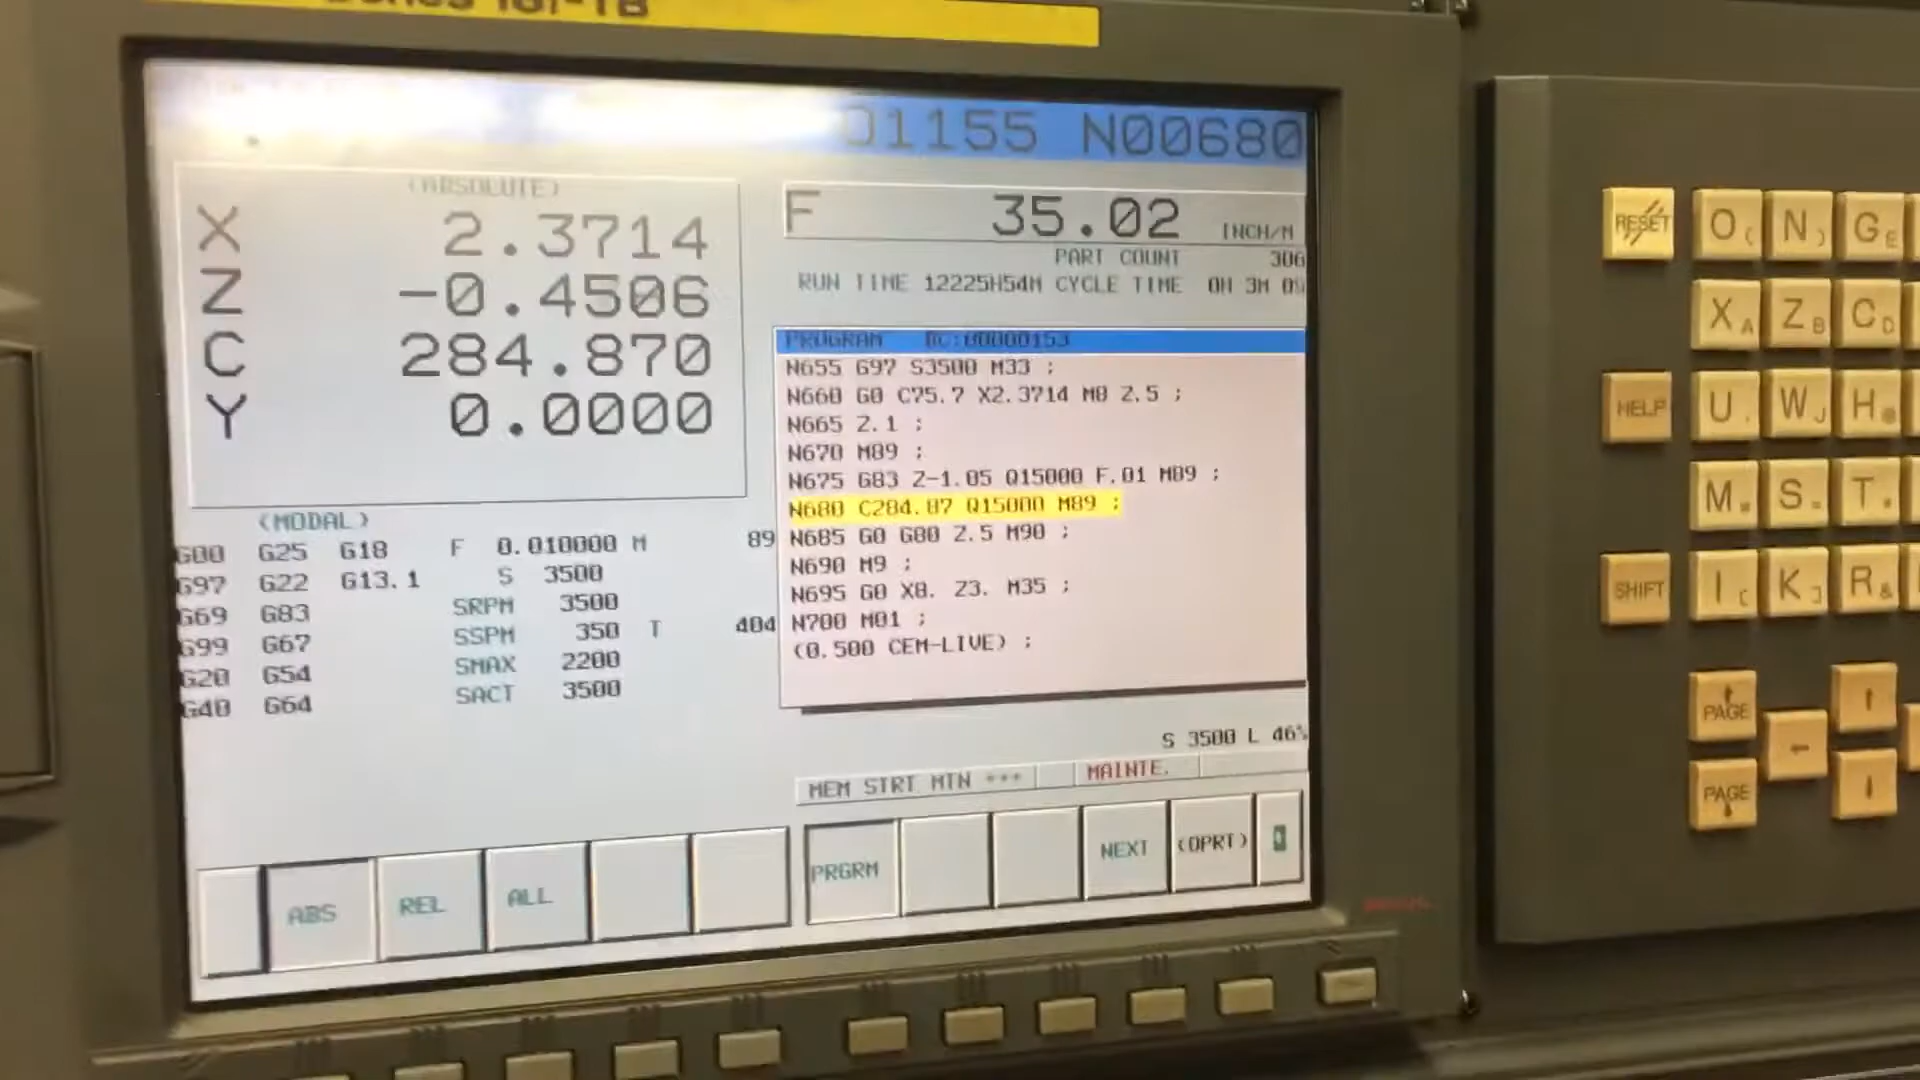 Series 18i-TB
O1155 N00680
(ABSOLUTE)
X 2.3714
Z -0.4506
C 284.870
Y 0.0000
F 35.02 INCH/M
PART COUNT 306
RUN TIME 12225H54M CYCLE TIME 0H 3M
PROGRAM
N655 G97 S3500 M33 ;
N660 G0 C75.7 X2.3714 M8 Z.5 ;
N665 Z.1 ;
N670 M89 ;
N675 G83 Z-1.05 Q15000 F.01 M89 ;
N680 C284.87 Q15000 M89 ;
N685 G0 G80 Z.5 M90 ;
N690 M9 ;
N695 G0 X8. Z3. M35 ;
N700 M01 ;
(0.500 CEM-LIVE) ;
(MODAL)
G00 G25 G18 F 0.010000 M 89
G97 G22 G13.1 S 3500
G69 G83 SRPM 3500
G99 G67 SSPM 350 T 404
G20 G54 SMAX 2200
G40 G64 SACT 3500
S 3500 L 46%
MEM STRT MTN *** MAINTE.
ABS REL ALL PRGRM NEXT (OPRT)
RESET O( N) G
HELP XA ZB C
U W H
SHIFT M S T
I K R&
PAGE ↑
←
PAGE ↓